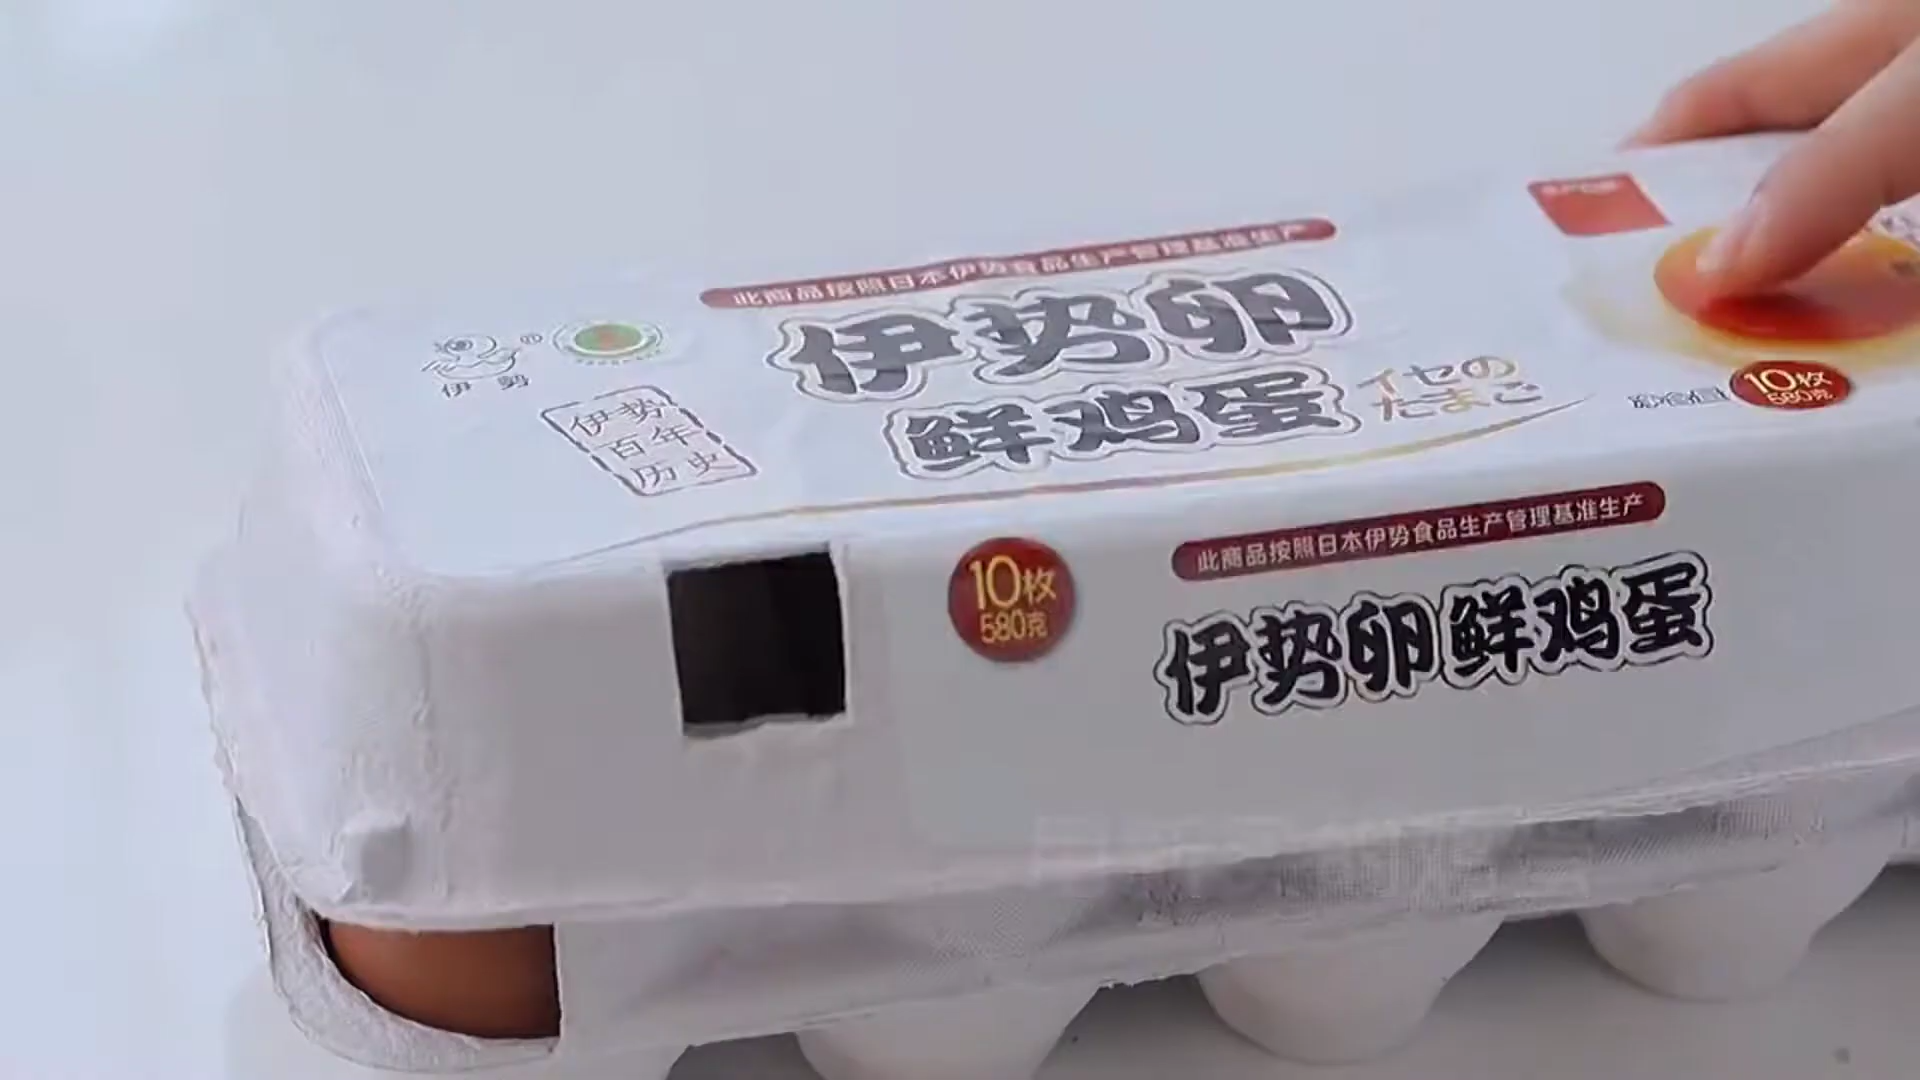 此商品按照日本伊势食品生产管理基准生产
伊势卵
鲜鸡蛋
イセの
たまご
伊 势
伊势
百年
历史
净含量
10枚
580克
10枚
580克
此商品按照日本伊势食品生产管理基准生产
伊势卵鲜鸡蛋